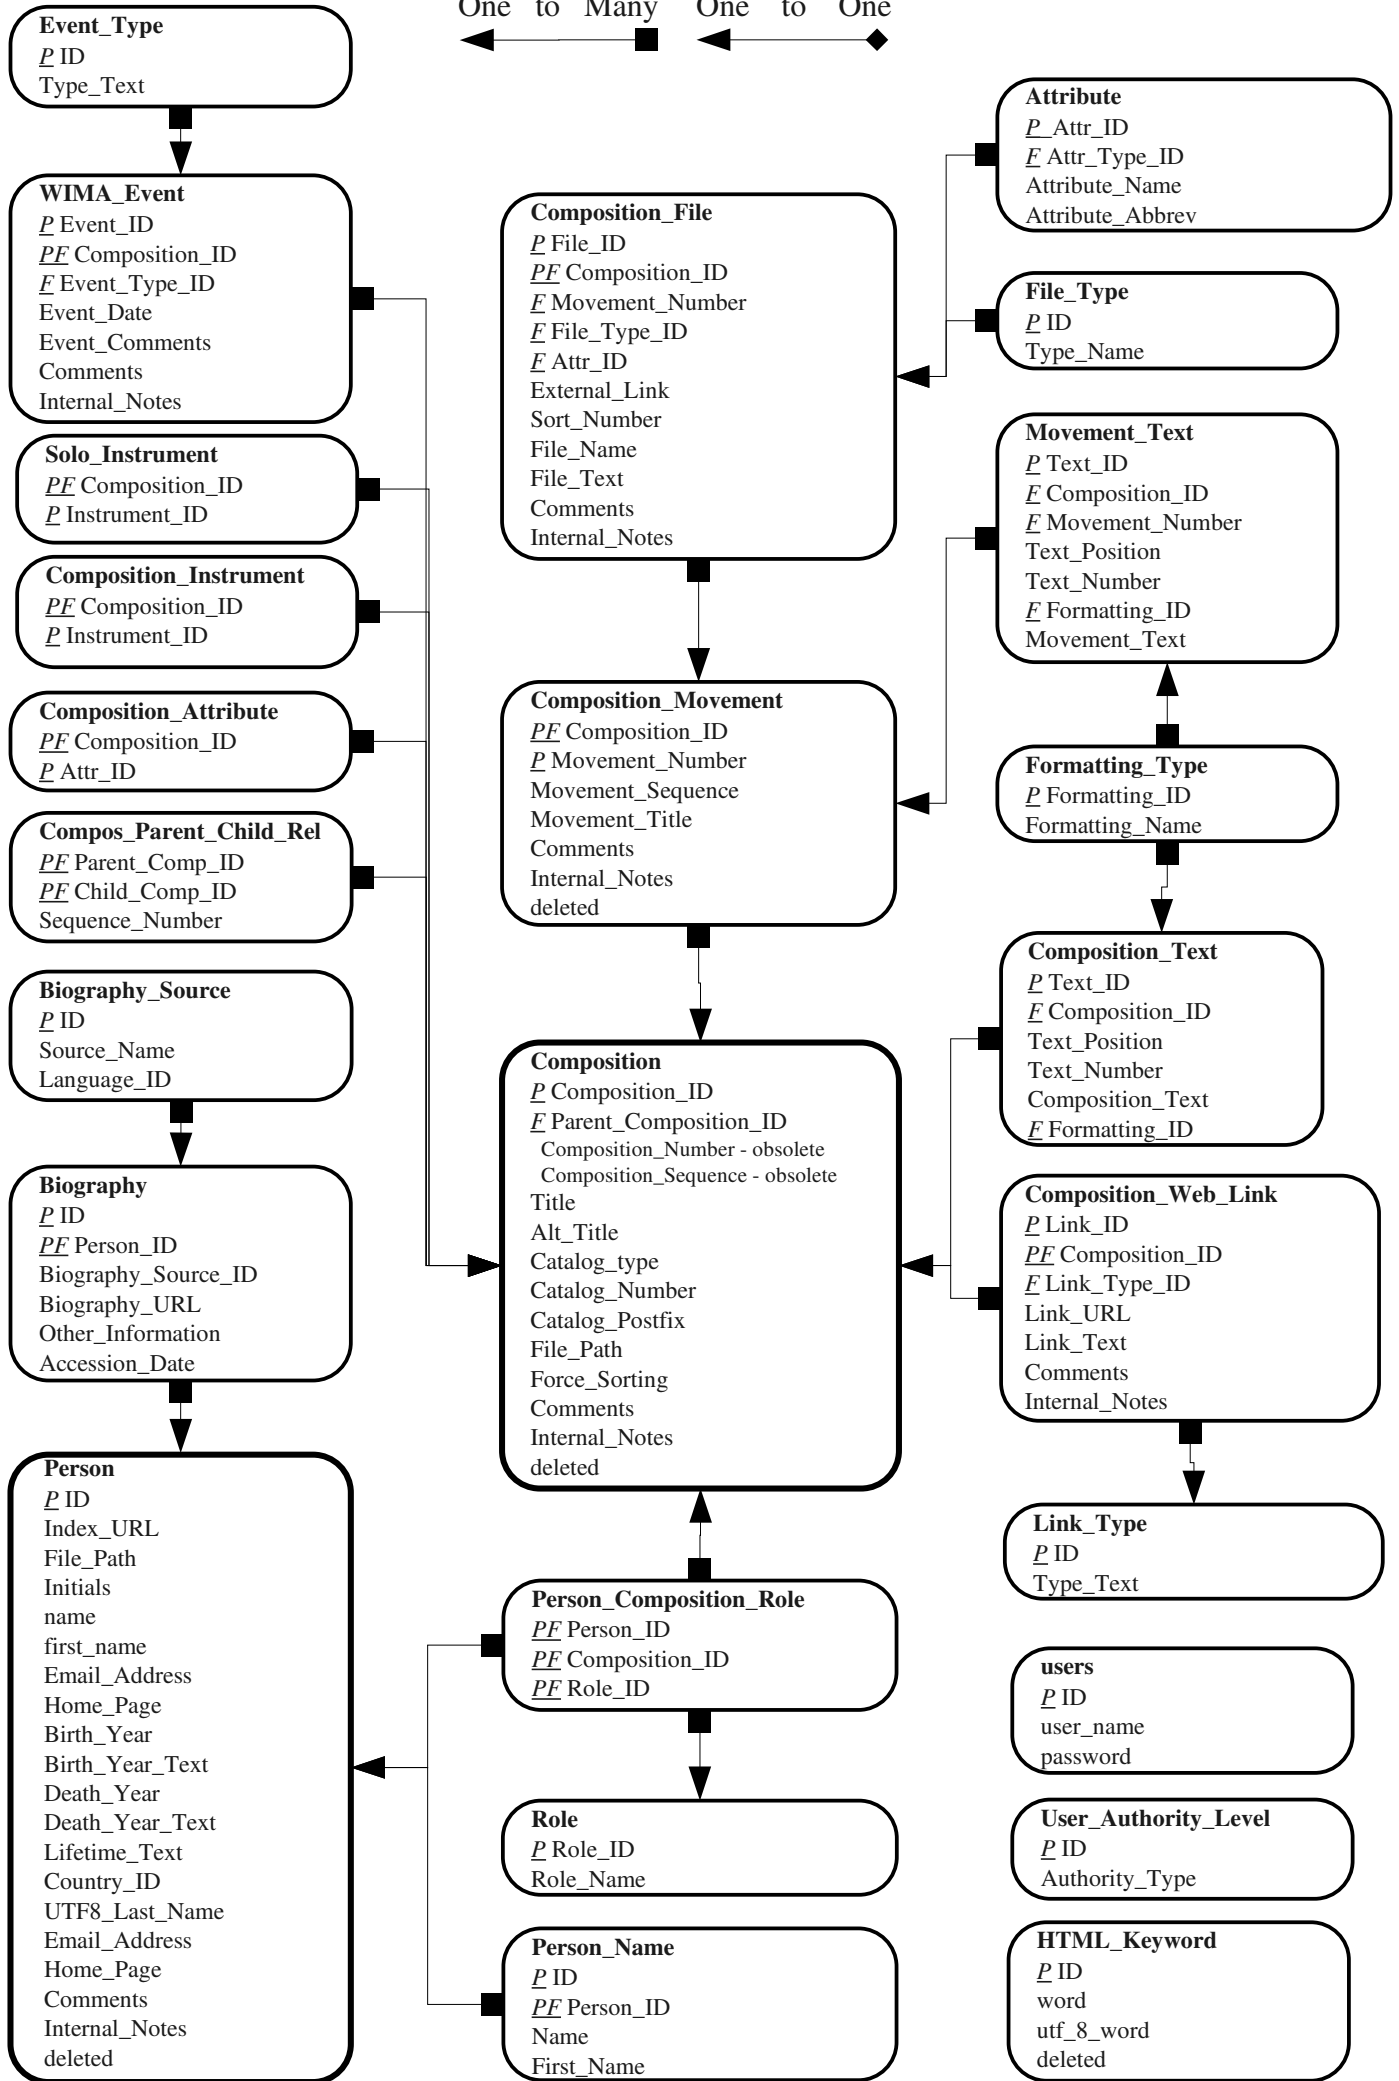 One to Many One to One
Event_Type
P ID
Type_Text
WIMA_Event
P Event_ID
PF Composition_ID
F Event_Type_ID
Event_Date
Event_Comments
Comments
Internal_Notes
Solo_Instrument
PF Composition_ID
P Instrument_ID
Composition_Instrument
PF Composition_ID
P Instrument_ID
Composition_Attribute
PF Composition_ID
P Attr_ID
Compos_Parent_Child_Rel
PF Parent_Comp_ID
PF Child_Comp_ID
Sequence_Number
Biography_Source
P ID
Source_Name
Language_ID
Biography
P ID
PF Person_ID
Biography_Source_ID
Biography_URL
Other_Information
Accession_Date
Person
P ID
Index_URL
File_Path
Initials
name
first_name
Email_Address
Home_Page
Birth_Year
Birth_Year_Text
Death_Year
Death_Year_Text
Lifetime_Text
Country_ID
UTF8_Last_Name
Email_Address
Home_Page
Comments
Internal_Notes
deleted
Composition_File
P File_ID
PF Composition_ID
F Movement_Number
F File_Type_ID
F Attr_ID
External_Link
Sort_Number
File_Name
File_Text
Comments
Internal_Notes
Composition_Movement
PF Composition_ID
P Movement_Number
Movement_Sequence
Movement_Title
Comments
Internal_Notes
deleted
Composition
P Composition_ID
F Parent_Composition_ID
Composition_Number - obsolete
Composition_Sequence - obsolete
Title
Alt_Title
Catalog_type
Catalog_Number
Catalog_Postfix
File_Path
Force_Sorting
Comments
Internal_Notes
deleted
Person_Composition_Role
PF Person_ID
PF Composition_ID
PF Role_ID
Role
P Role_ID
Role_Name
Person_Name
P ID
PF Person_ID
Name
First_Name
Attribute
P_Attr_ID
F Attr_Type_ID
Attribute_Name
Attribute_Abbrev
File_Type
P ID
Type_Name
Movement_Text
P Text_ID
F Composition_ID
F Movement_Number
Text_Position
Text_Number
F Formatting_ID
Movement_Text
Formatting_Type
P Formatting_ID
Formatting_Name
Composition_Text
P Text_ID
F Composition_ID
Text_Position
Text_Number
Composition_Text
F Formatting_ID
Composition_Web_Link
P Link_ID
PF Composition_ID
F Link_Type_ID
Link_URL
Link_Text
Comments
Internal_Notes
Link_Type
P ID
Type_Text
users
P ID
user_name
password
User_Authority_Level
P ID
Authority_Type
HTML_Keyword
P ID
word
utf_8_word
deleted